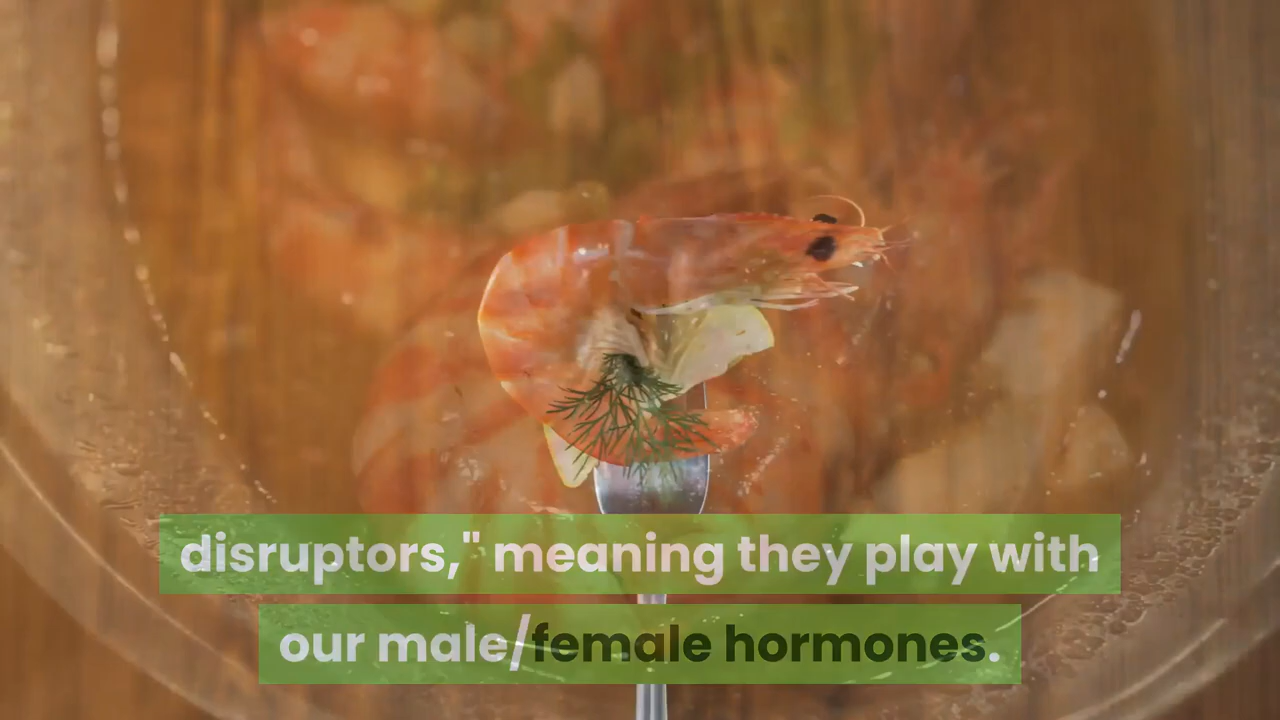 disruptors," meaning they play with
our male/female hormones.